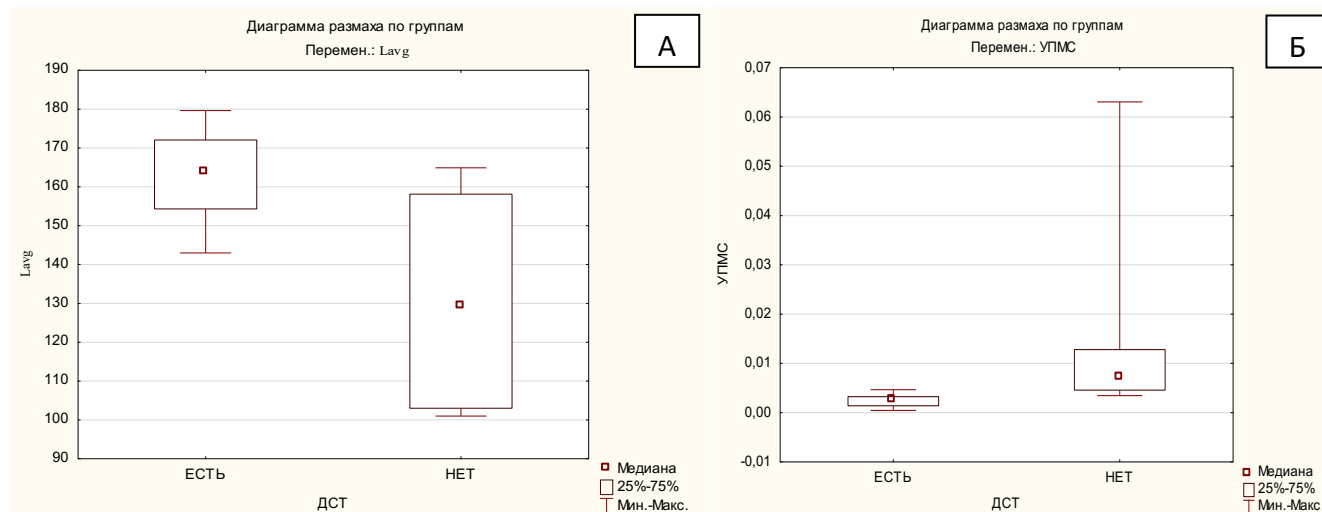 Диаграмма размаха по группам
Перемен.: Lavg
А
190
180
170
160
150
140
130
120
110
100
90
Lavg
ЕСТЬ
НЕТ
ДСТ
Медиана
25%-75%
Мин.-Макс.
Диаграмма размаха по группам
Перемен.: УПМС
Б
0,07
0,06
0,05
0,04
0,03
0,02
0,01
0,00
-0,01
УПМС
ЕСТЬ
НЕТ
ДСТ
Медиана
25%-75%
Мин.-Макс